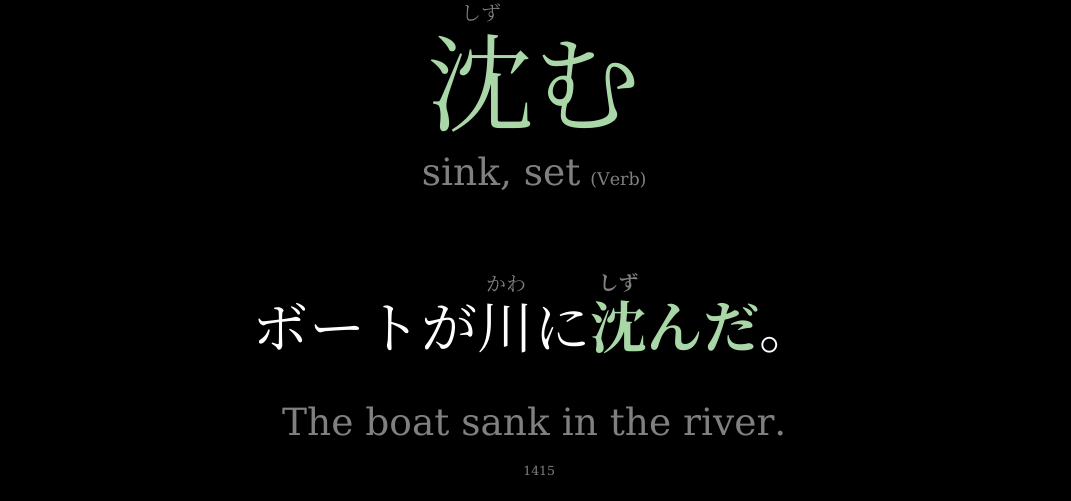 しず
沈む
sink, set (Verb)
かわ しず
ボートが川に沈んだ。
The boat sank in the river.
1415